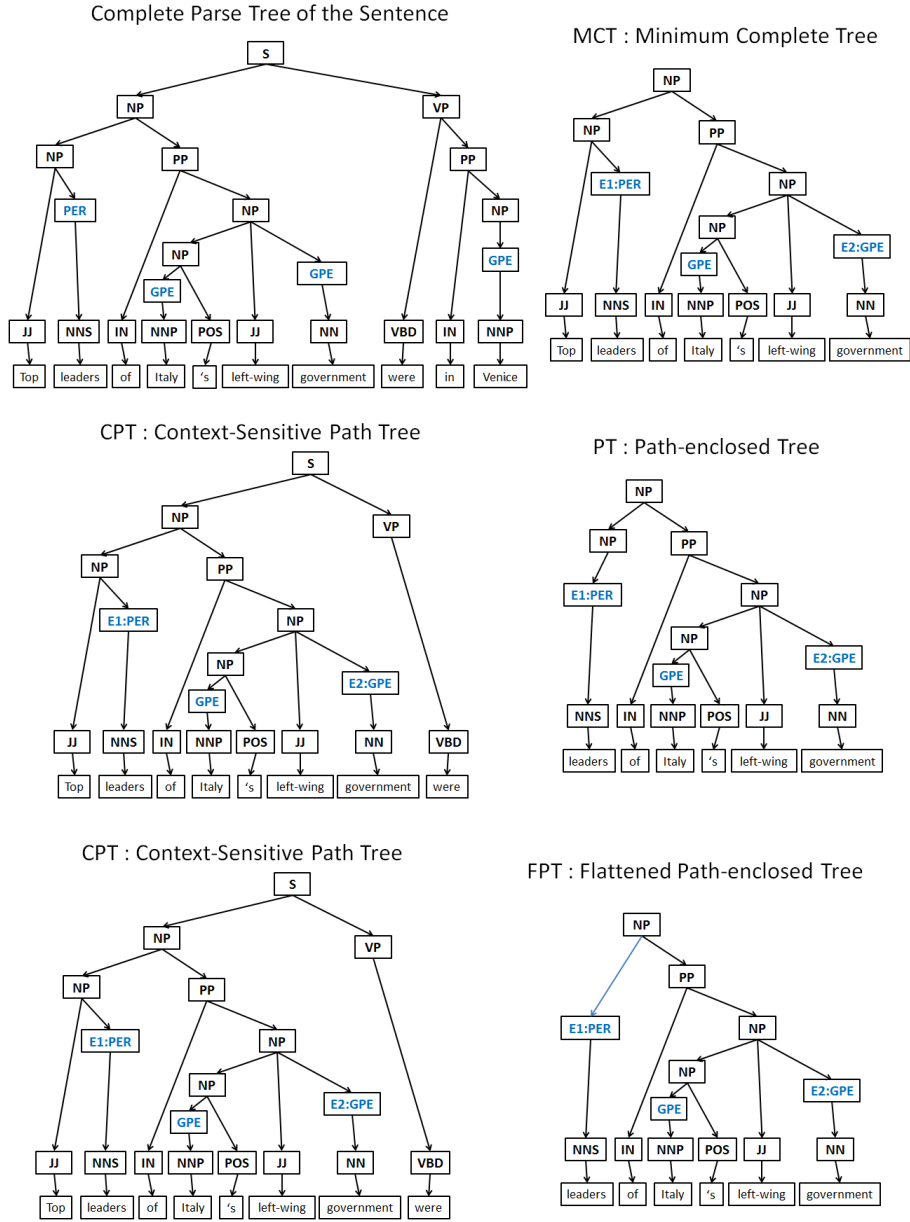 Complete Parse Tree of the Sentence
S
NP VP
NP PP PP
PER NP NP
NP GPE GPE
GPE
JJ NNS IN NNP POS JJ NN VBD IN NNP
Top leaders of Italy ‘s left-wing government were in Venice
MCT : Minimum Complete Tree
NP
NP PP
E1:PER NP
NP E2:GPE
GPE
JJ NNS IN NNP POS JJ NN
Top leaders of Italy ‘s left-wing government
CPT : Context-Sensitive Path Tree
S
NP VP
NP PP
E1:PER NP
NP E2:GPE
GPE
JJ NNS IN NNP POS JJ NN VBD
Top leaders of Italy ‘s left-wing government were
PT : Path-enclosed Tree
NP
NP PP
E1:PER NP
NP E2:GPE
GPE
NNS IN NNP POS JJ NN
leaders of Italy ‘s left-wing government
CPT : Context-Sensitive Path Tree
S
NP VP
NP PP
E1:PER NP
NP E2:GPE
GPE
JJ NNS IN NNP POS JJ NN VBD
Top leaders of Italy ‘s left-wing government were
FPT : Flattened Path-enclosed Tree
NP
PP
E1:PER NP
NP E2:GPE
GPE
NNS IN NNP POS JJ NN
leaders of Italy ‘s left-wing government